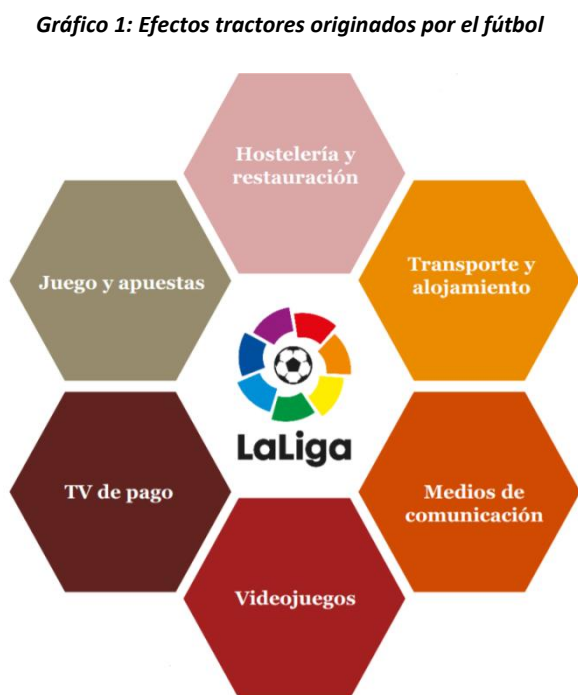 Gráfico 1: Efectos tractores originados por el fútbol
Hostelería y
restauración
Transporte y
alojamiento
Juego y apuestas
LaLiga
TV de pago
Medios de
comunicación
Videojuegos